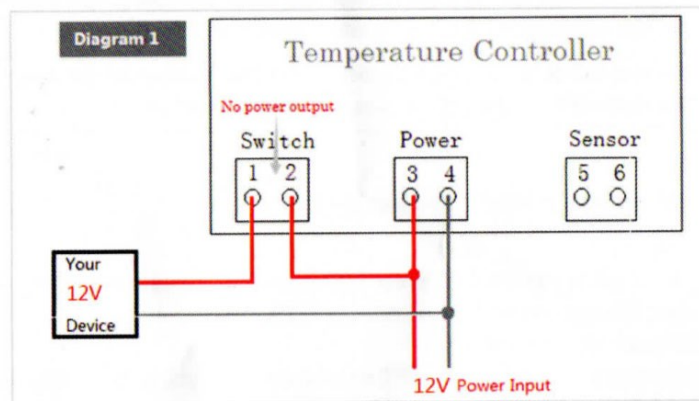 Diagram 1
Temperature Controller
No power output
Switch
Power
Sensor
1 2
3 4
5 6
Your
12V
Device
12V Power Input